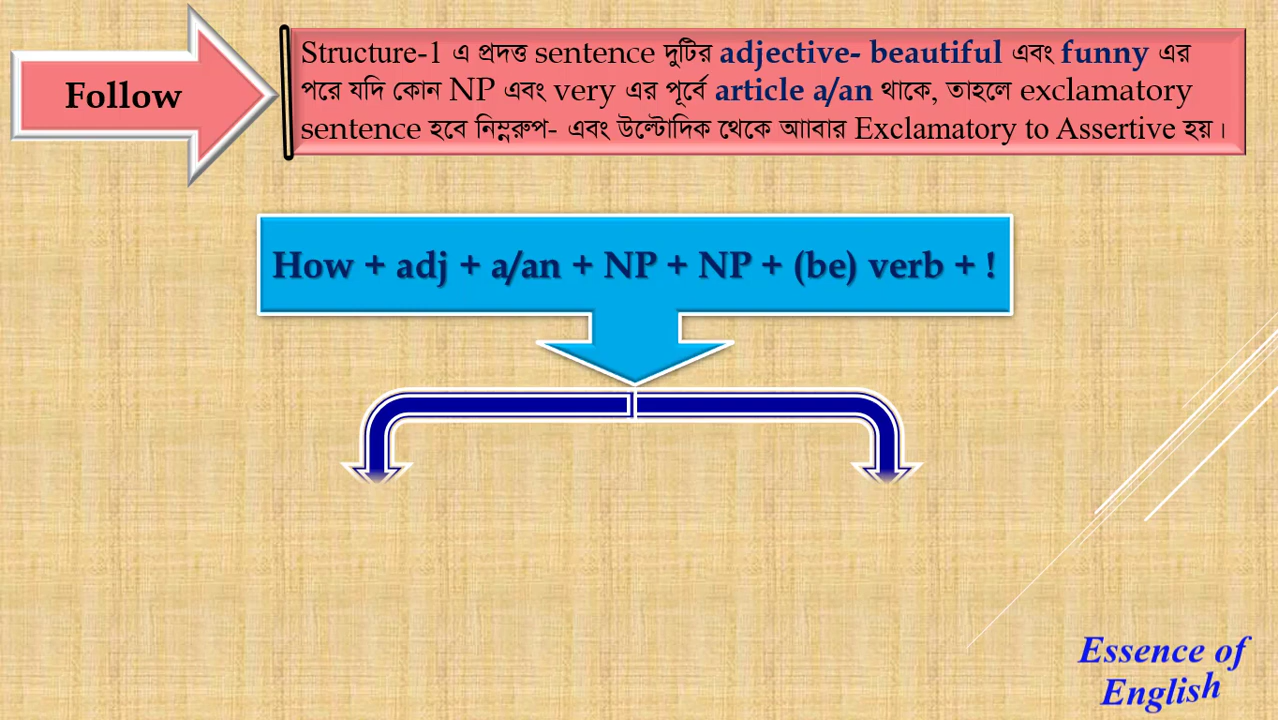 Follow
Structure-1 এ প্রদত্ত sentence দুটির adjective- beautiful এবং funny এর
পরে যদি কোন NP এবং very এর পূর্বে article a/an থাকে, তাহলে exclamatory
sentence হবে নিম্নরুপ- এবং উল্টোদিক থেকে আাবার Exclamatory to Assertive হয়।
How + adj + a/an + NP + NP + (be) verb + !
Essence of
English